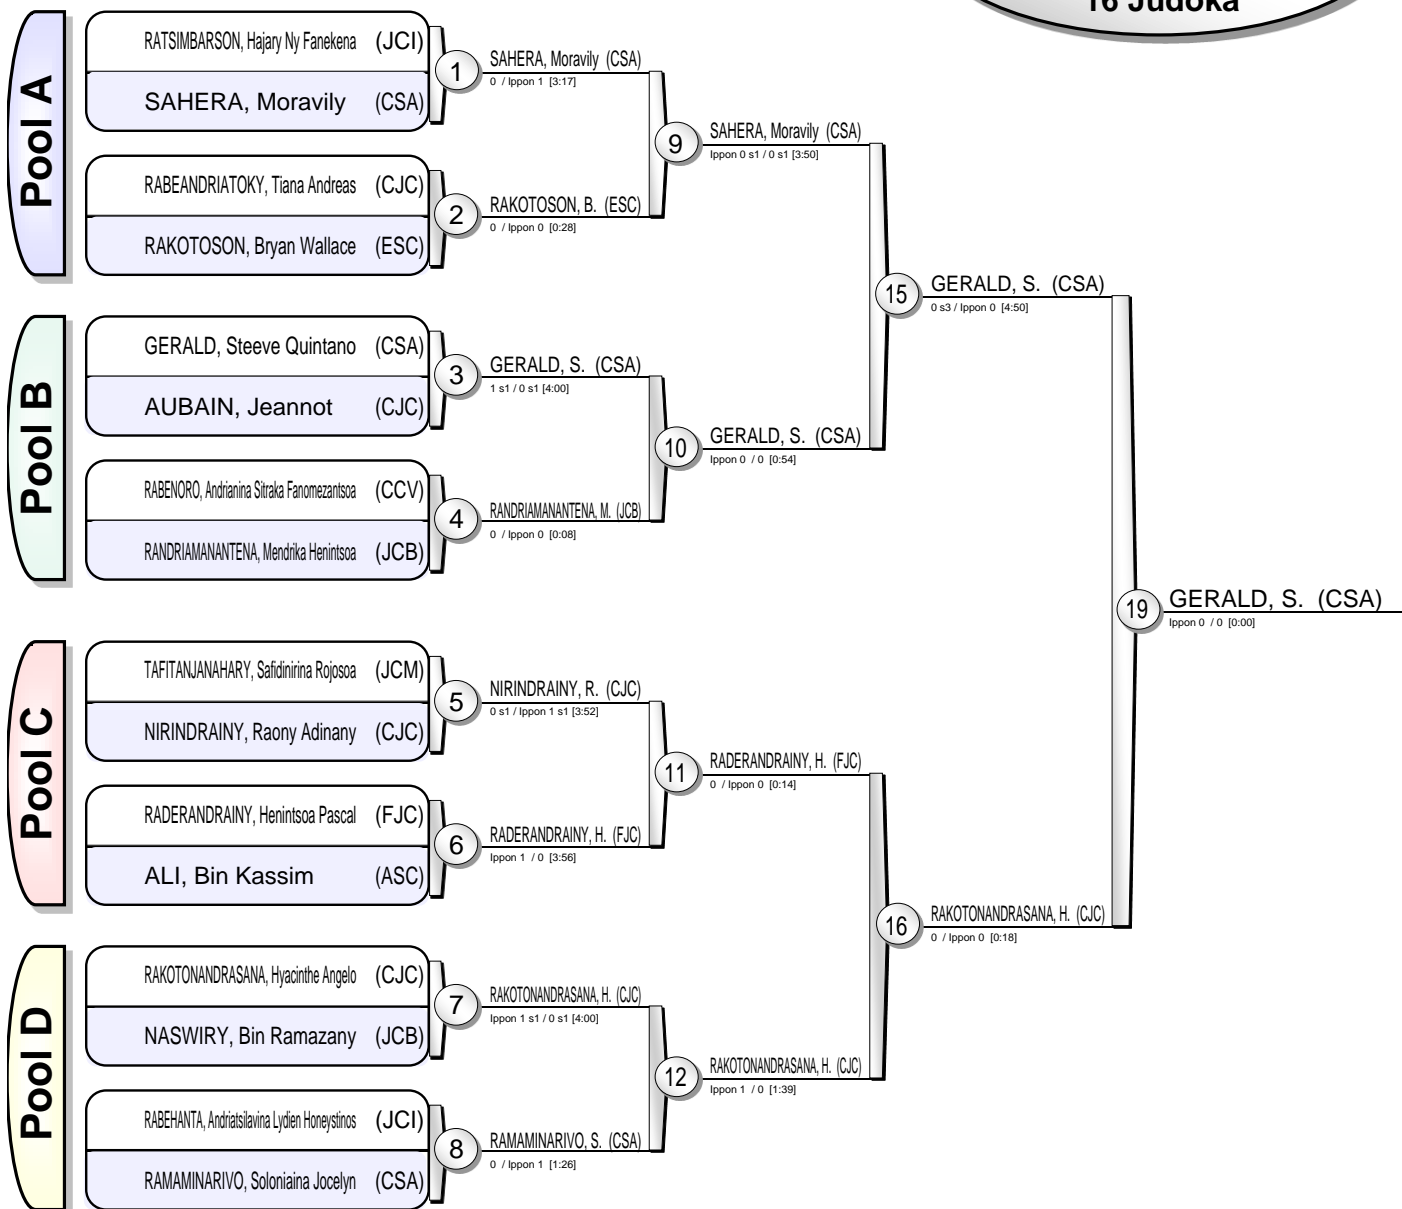 16 Judoka
Pool A
RATSIMBARSON, Hajary Ny Fanekena (JCI)
SAHERA, Moravily (CSA)
1
SAHERA, Moravily (CSA)
0 / Ippon 1 [3:17]
RABEANDRIATOKY, Tiana Andreas (CJC)
RAKOTOSON, Bryan Wallace (ESC)
2
RAKOTOSON, B. (ESC)
0 / Ippon 0 [0:28]
9
SAHERA, Moravily (CSA)
Ippon 0 s1 / 0 s1 [3:50]
Pool B
GERALD, Steeve Quintano (CSA)
AUBAIN, Jeannot (CJC)
3
GERALD, S. (CSA)
1 s1 / 0 s1 [4:00]
RABENORO, Andrianina Sitraka Fanomezantsoa (CCV)
RANDRIAMANANTENA, Mendrika Henintsoa (JCB)
4
RANDRIAMANANTENA, M. (JCB)
0 / Ippon 0 [0:08]
10
GERALD, S. (CSA)
Ippon 0 / 0 [0:54]
15
GERALD, S. (CSA)
0 s3 / Ippon 0 [4:50]
Pool C
TAFITANJANAHARY, Safidinirina Rojosoa (JCM)
NIRINDRAINY, Raony Adinany (CJC)
5
NIRINDRAINY, R. (CJC)
0 s1 / Ippon 1 s1 [3:52]
RADERANDRAINY, Henintsoa Pascal (FJC)
ALI, Bin Kassim (ASC)
6
RADERANDRAINY, H. (FJC)
Ippon 1 / 0 [3:56]
11
RADERANDRAINY, H. (FJC)
0 / Ippon 0 [0:14]
Pool D
RAKOTONANDRASANA, Hyacinthe Angelo (CJC)
NASWIRY, Bin Ramazany (JCB)
7
RAKOTONANDRASANA, H. (CJC)
Ippon 1 s1 / 0 s1 [4:00]
RABEHANTA, Andriatsilavina Lydien Honeystinos (JCI)
RAMAMINARIVO, Soloniaina Jocelyn (CSA)
8
RAMAMINARIVO, S. (CSA)
0 / Ippon 1 [1:26]
12
RAKOTONANDRASANA, H. (CJC)
Ippon 1 / 0 [1:39]
16
RAKOTONANDRASANA, H. (CJC)
0 / Ippon 0 [0:18]
19
GERALD, S. (CSA)
Ippon 0 / 0 [0:00]